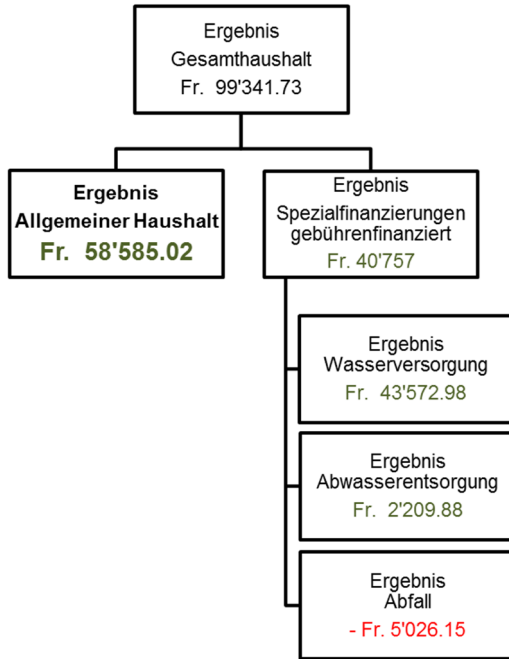 Ergebnis
Gesamthaushalt
Fr. 99'341.73
Ergebnis
Allgemeiner Haushalt
Fr. 58'585.02
Ergebnis
Spezialfinanzierungen
gebührenfinanziert
Fr. 40'757
Ergebnis
Wasserversorgung
Fr. 43'572.98
Ergebnis
Abwasserentsorgung
Fr. 2'209.88
Ergebnis
Abfall
- Fr. 5'026.15